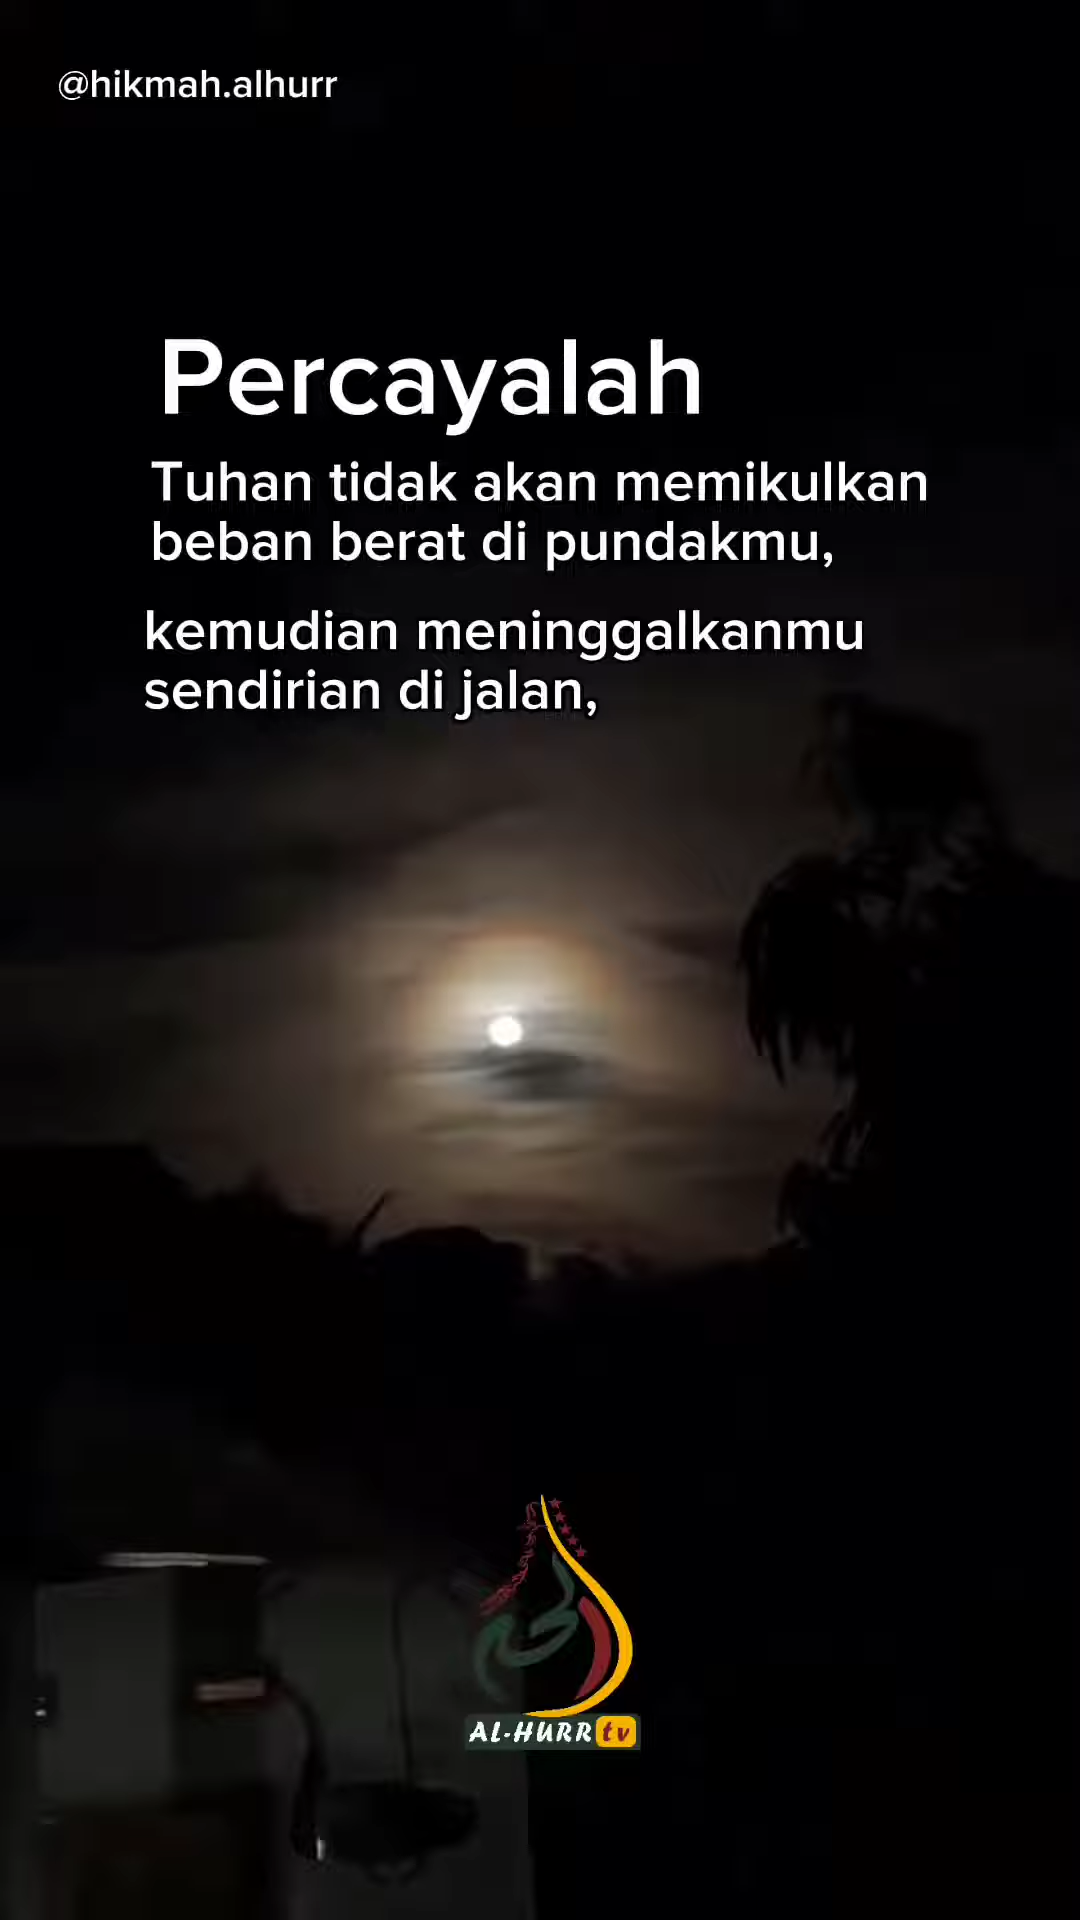 @hikmah.alhurr
Percayalah
Tuhan tidak akan memikulkan
beban berat di pundakmu,
kemudian meninggalkanmu
sendirian di jalan,
AL-HURR tv